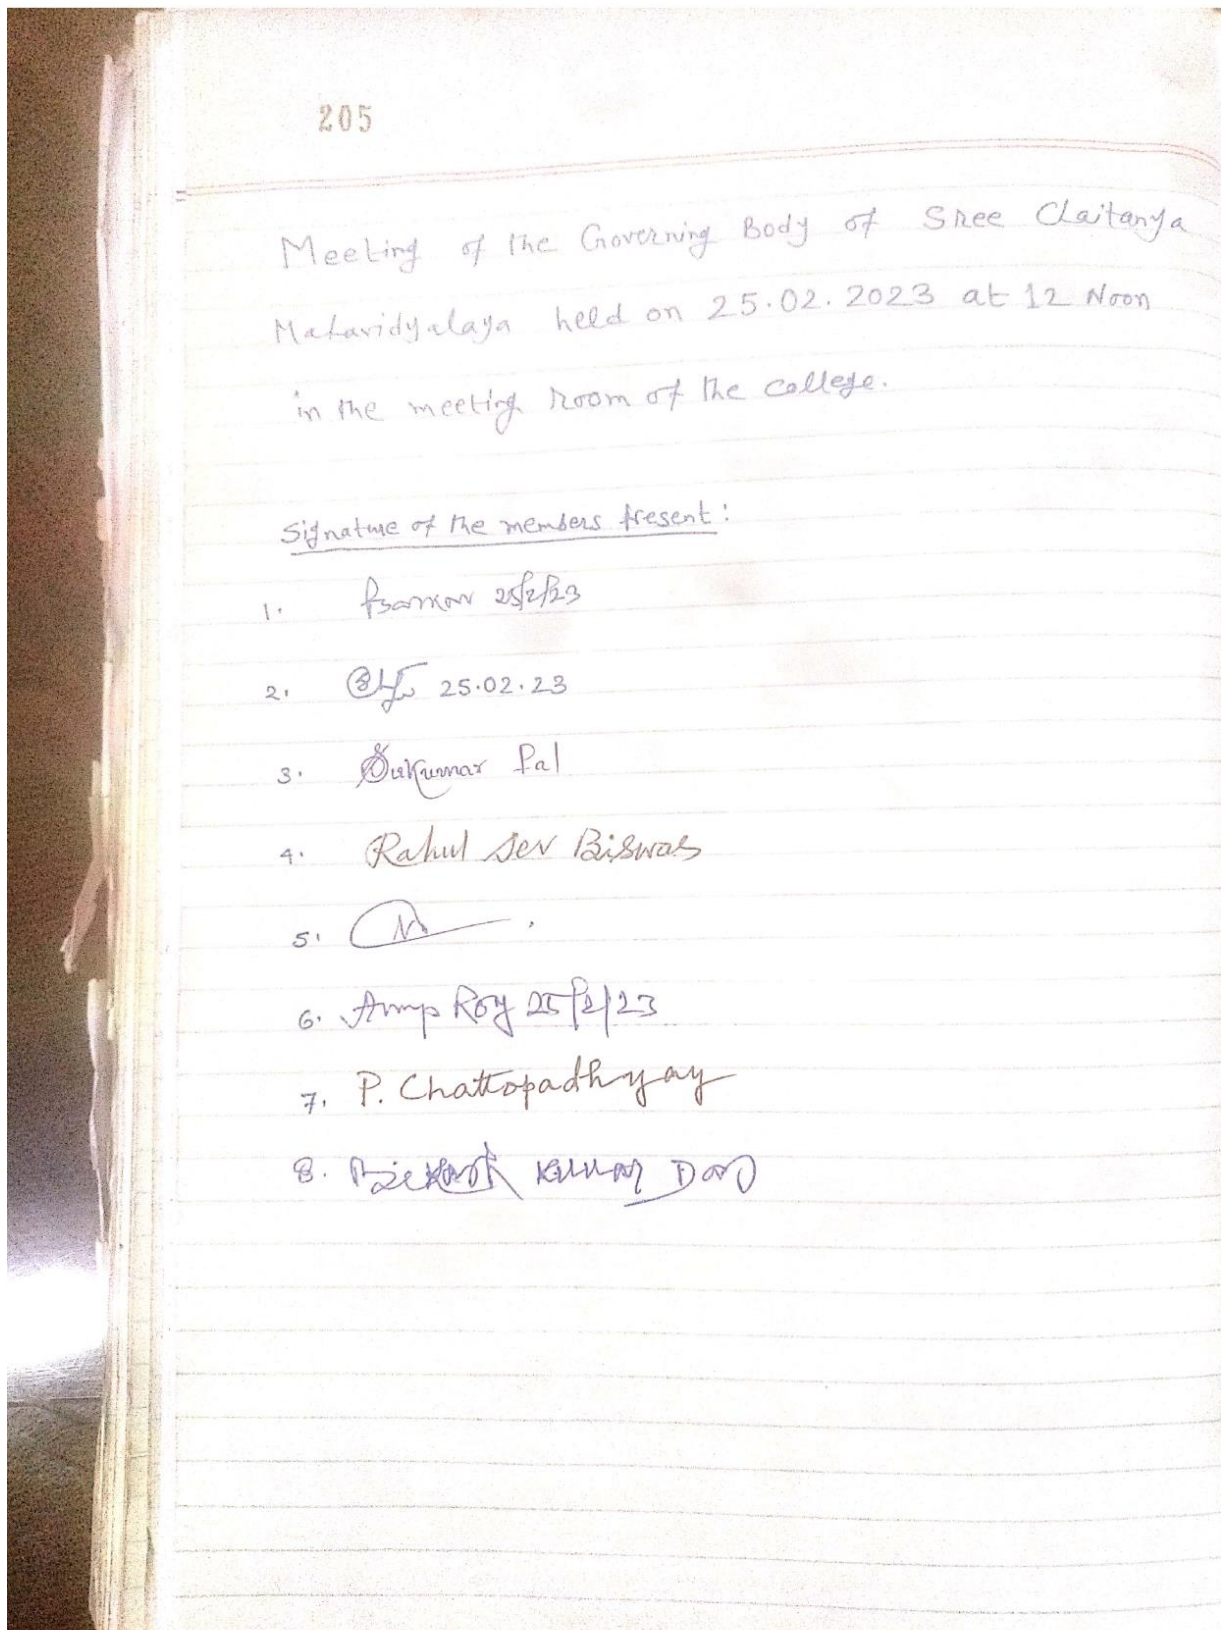 205
Meeting of the Governing Body of Sree Chaitanya
Mahavidyalaya held on 25.02.2023 at 12 Noon
in the meeting room of the college.
Signature of the members present:
1. 25/2/23
2. 25.02.23
3. Sukumar Pal
4. Rahul Dev Biswas
5.
6. Roy 25/2/23
7. P. Chattopadhyay
8. Kumar Das